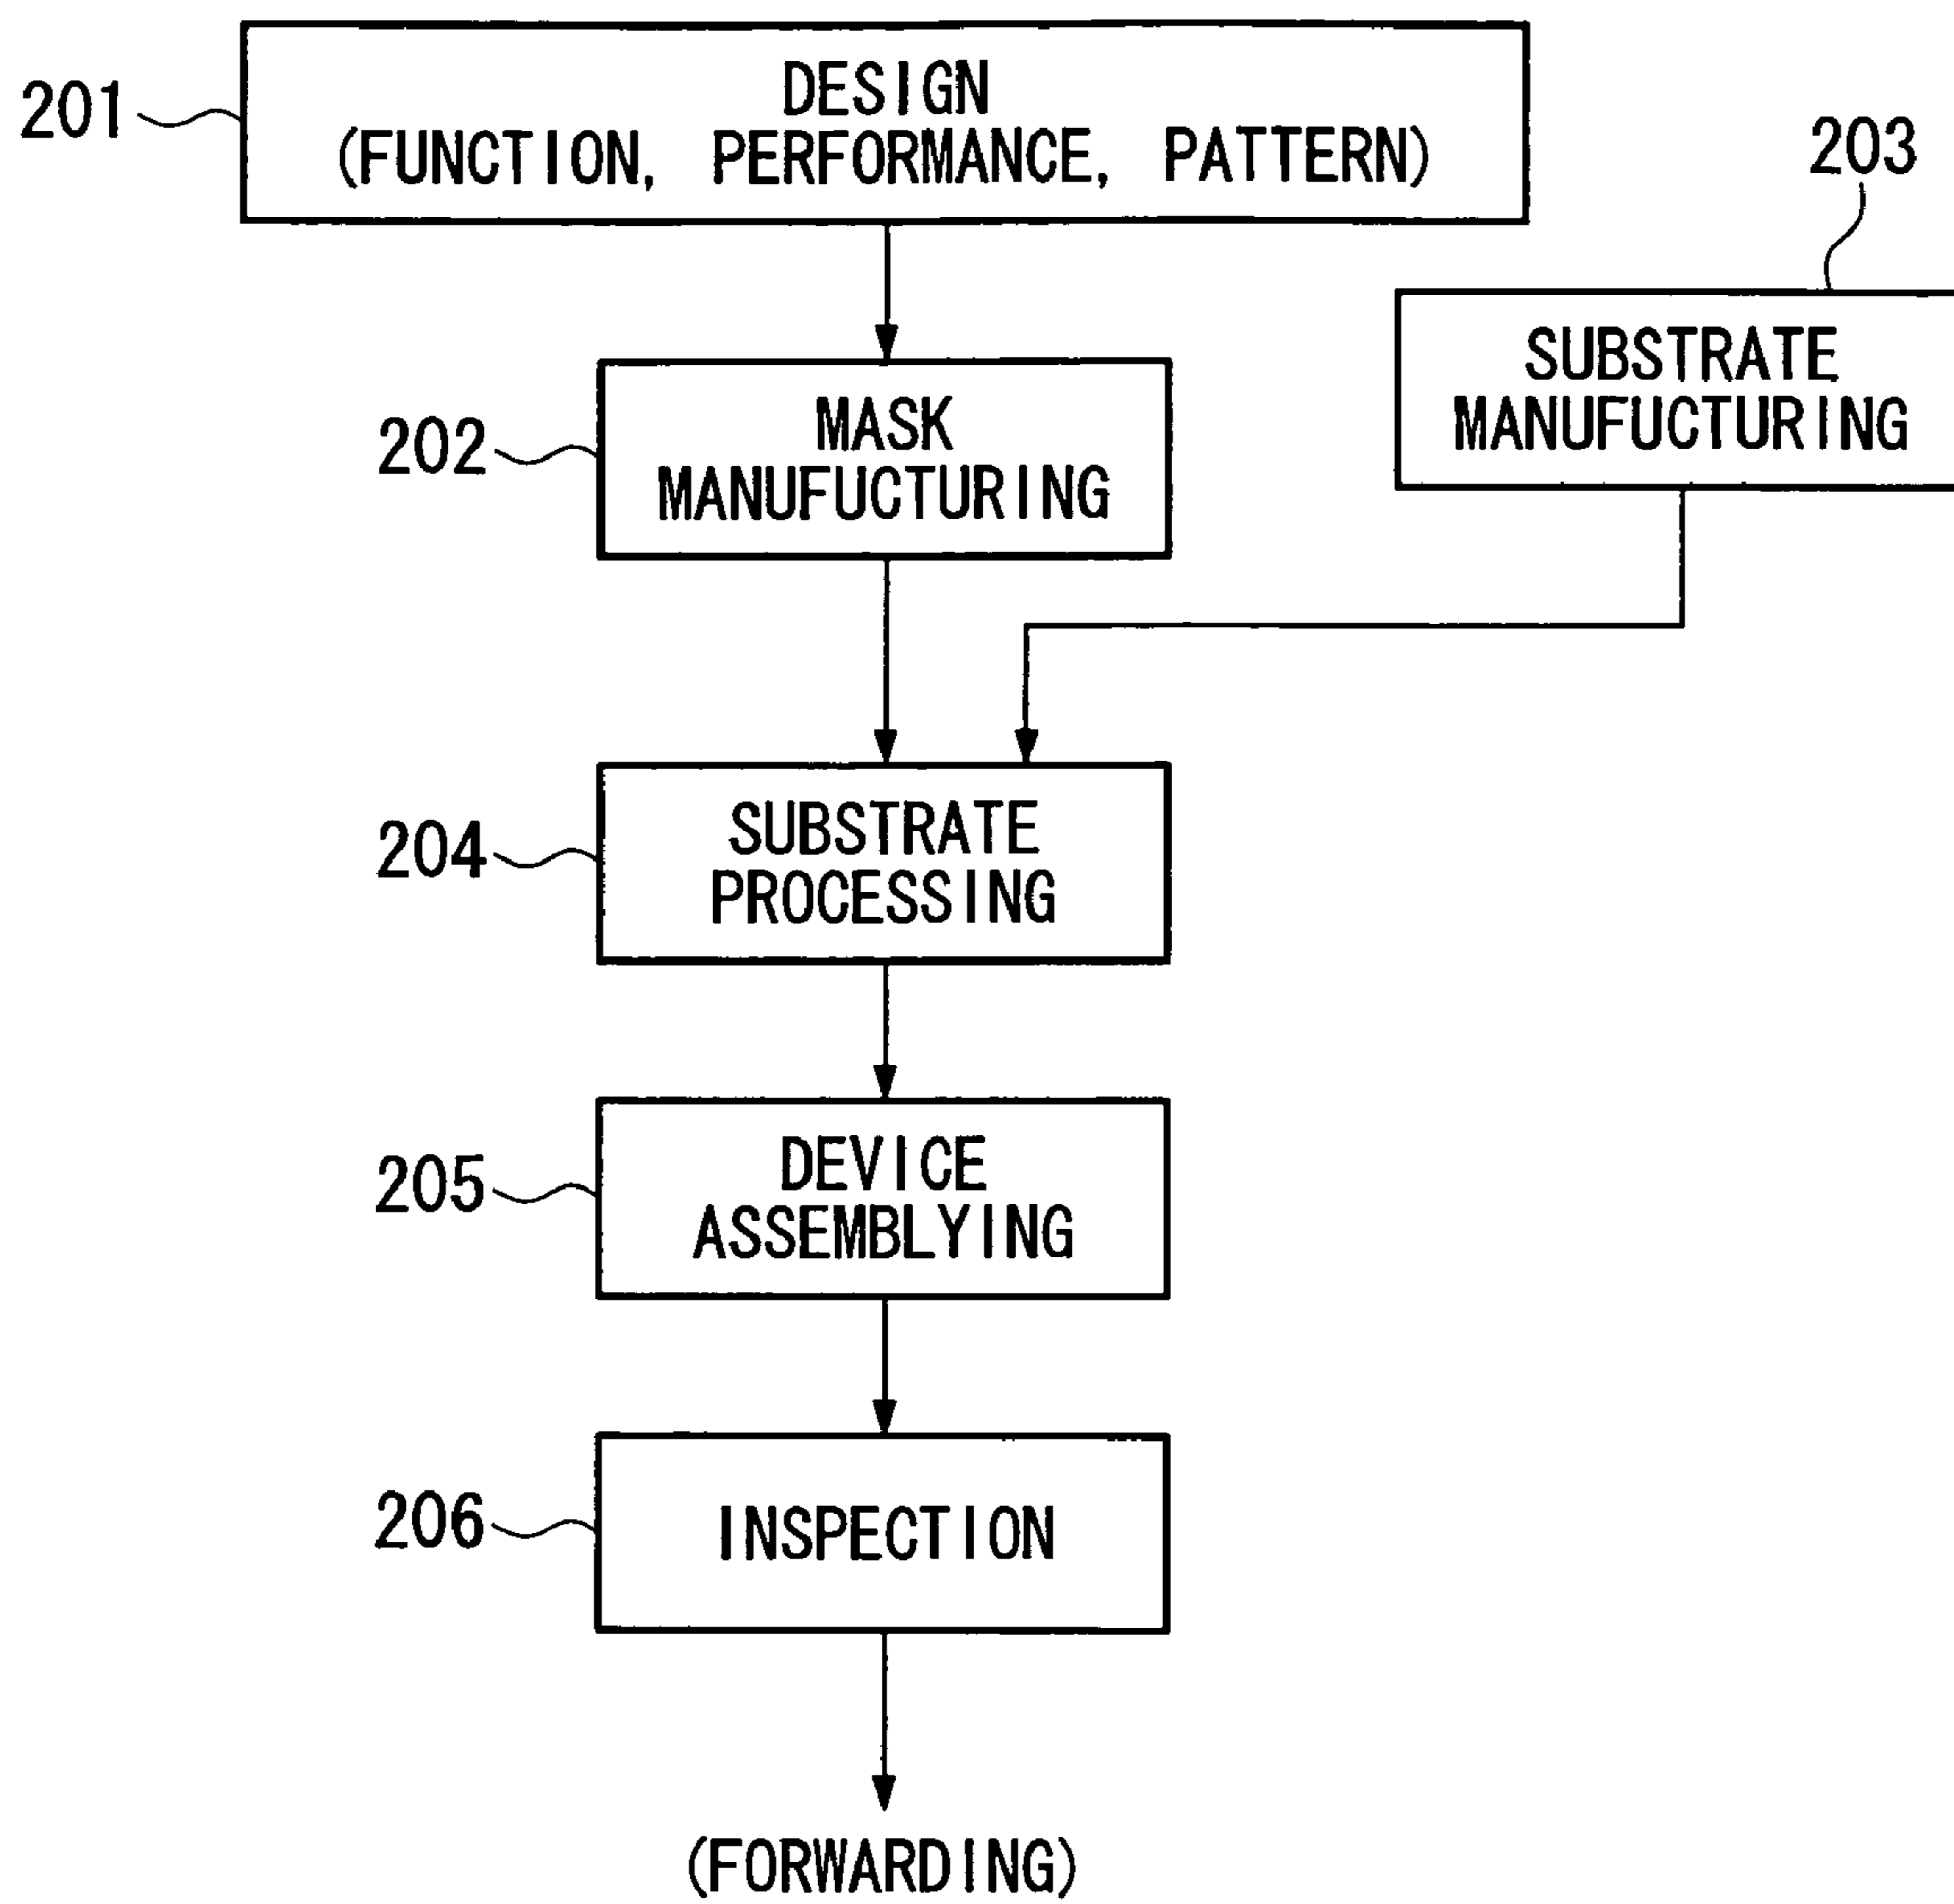 201
DESIGN
(FUNCTION, PERFORMANCE, PATTERN)
203
SUBSTRATE
MANUFUCTURING
202
MASK
MANUFUCTURING
204
SUBSTRATE
PROCESSING
205
DEVICE
ASSEMBLYING
206
INSPECTION
(FORWARDING)